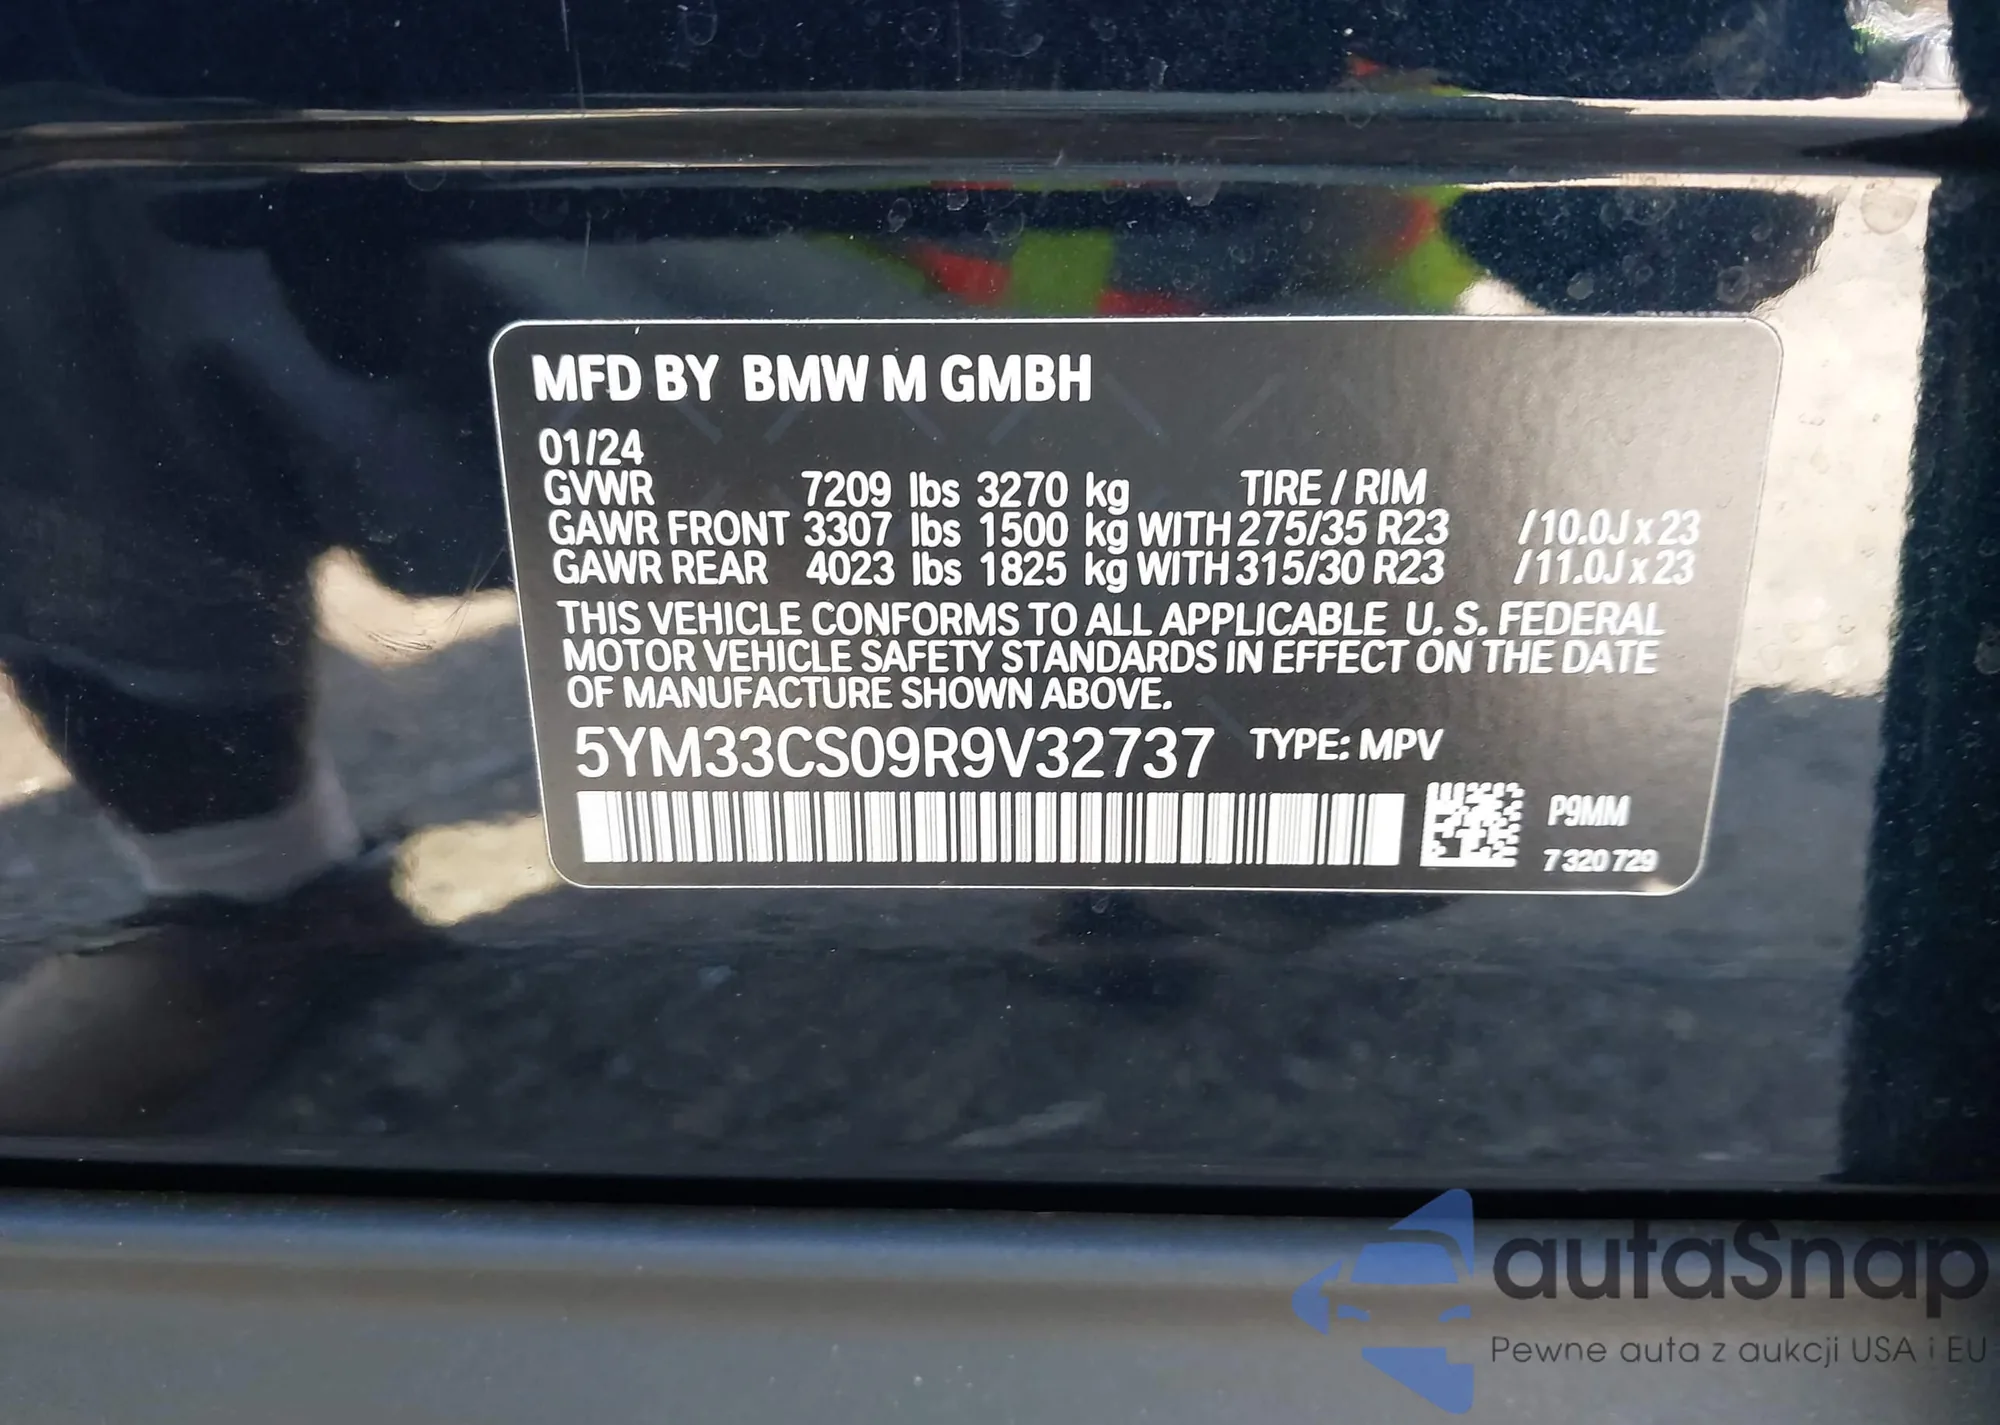 MFD BY BMW M GMBH
01/24
GVWR 7209 lbs 3270 kg TIRE / RIM
GAWR FRONT 3307 lbs 1500 kg WITH 275/35 R23 /10.0J x 23
GAWR REAR 4023 lbs 1825 kg WITH 315/30 R23 /11.0J x 23
THIS VEHICLE CONFORMS TO ALL APPLICABLE U. S. FEDERAL
MOTOR VEHICLE SAFETY STANDARDS IN EFFECT ON THE DATE
OF MANUFACTURE SHOWN ABOVE.
5YM33CS09R9V32737 TYPE: MPV
P9MM
7 320 729
autaSnap
Pewne auta z aukcji USA i EU